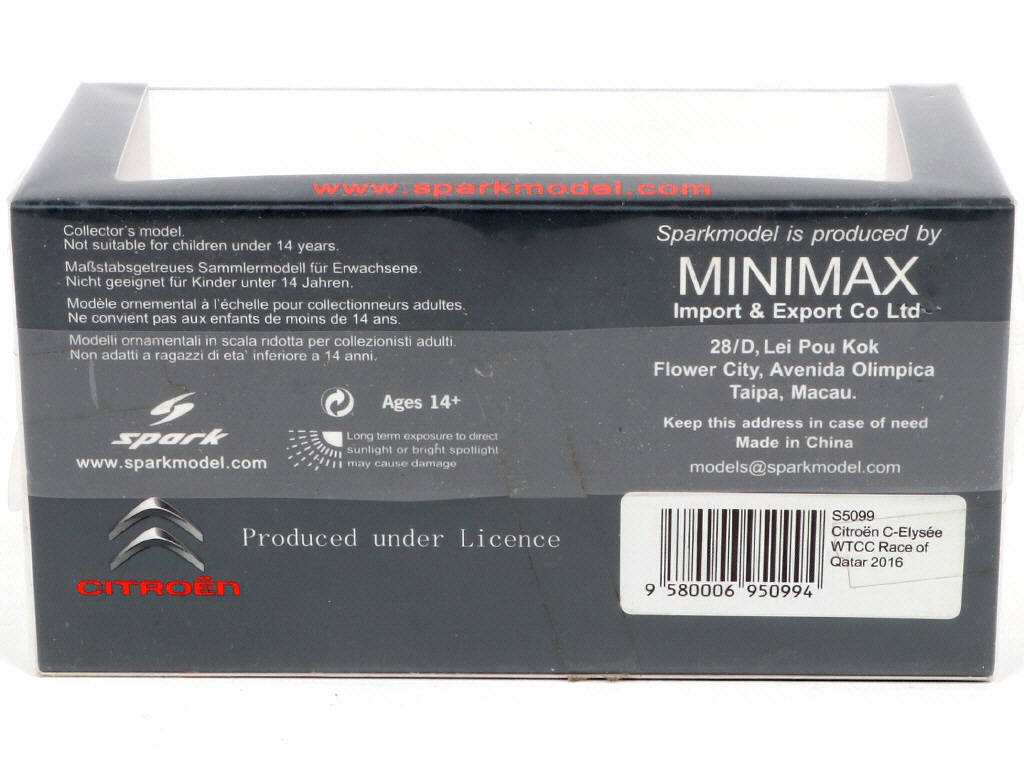 www.sparkmodel.com
Collector's model.
Not suitable for children under 14 years.
Maßstabsgetreues Sammlermodell für Erwachsene.
Nicht geeignet für Kinder unter 14 Jahren.
Modèle ornemental à l'échelle pour collectionneurs adultes.
Ne convient pas aux enfants de moins de 14 ans.
Modelli ornamentali in scala ridotta per collezionisti adulti.
Non adatti a ragazzi di eta' inferiore a 14 anni.
spark
www.sparkmodel.com
Ages 14+
Long term exposure to direct
sunlight or bright spotlight
may cause damage
Sparkmodel is produced by
MINIMAX
Import & Export Co Ltd
28/D, Lei Pou Kok
Flower City, Avenida Olimpica
Taipa, Macau.
Keep this address in case of need
Made in China
models@sparkmodel.com
CITROËN
Produced under Licence
9 580006 950994
S5099
Citroën C-Elysée
WTCC Race of
Qatar 2016